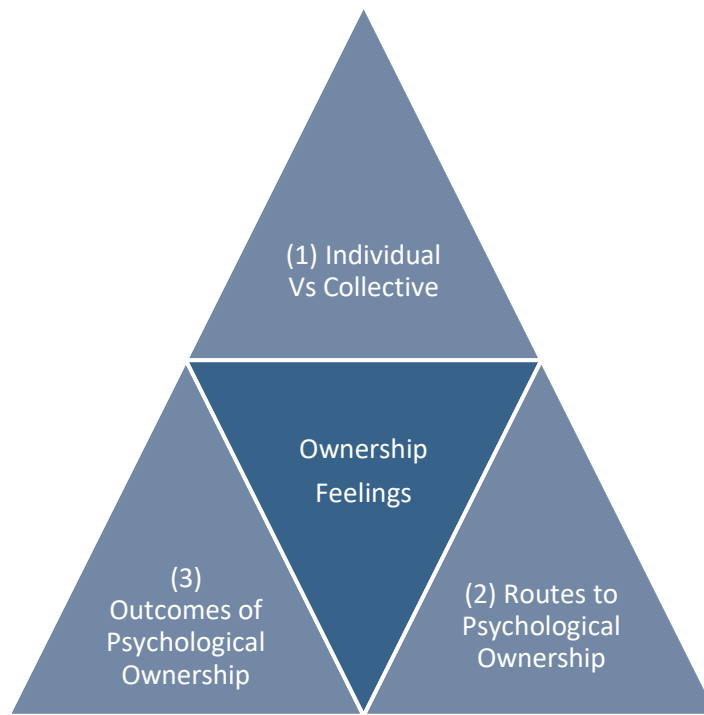 (1) Individual
Vs Collective
Ownership
Feelings
(3)
Outcomes of
Psychological
Ownership
(2) Routes to
Psychological
Ownership